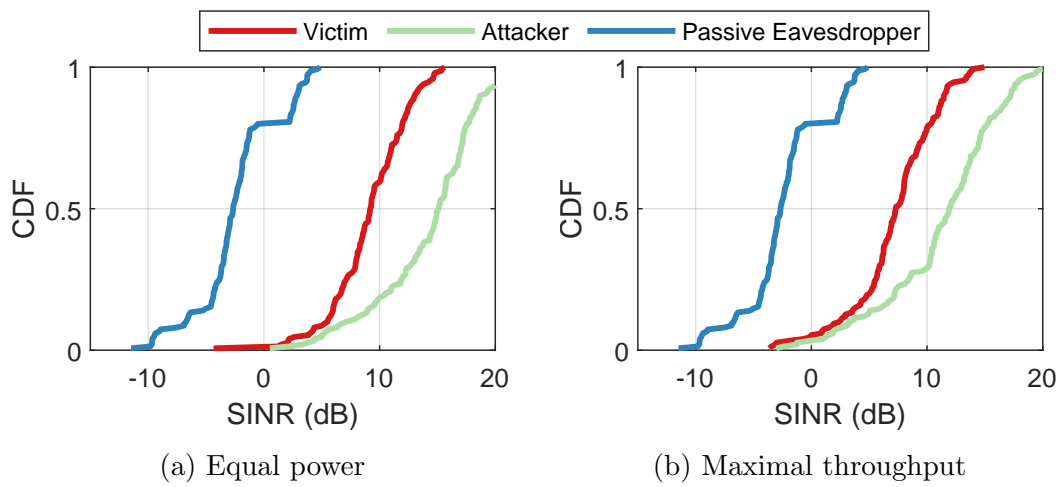 Victim Attacker Passive Eavesdropper
1
0.5
0
CDF
-10 0 10 20
SINR (dB)
(a) Equal power
1
0.5
0
CDF
-10 0 10 20
SINR (dB)
(b) Maximal throughput